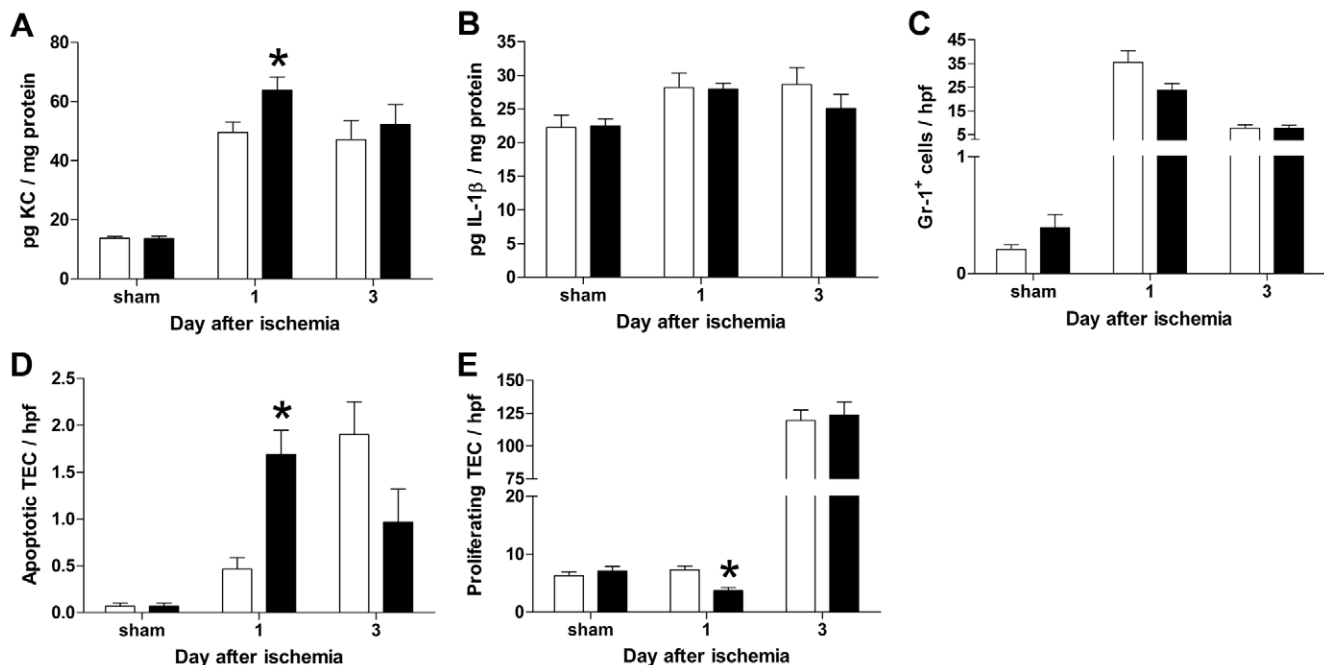 A
pg KC / mg protein
80
60
40
20
0
*
sham 1 3
Day after ischemia
B
pg IL-1β / mg protein
35
30
25
20
15
10
5
0
sham 1 3
Day after ischemia
C
Gr-1⁺ cells / hpf
45
35
25
15
5
1
0
sham 1 3
Day after ischemia
D
Apoptotic TEC / hpf
2.5
2.0
1.5
1.0
0.5
0.0
*
sham 1 3
Day after ischemia
E
Proliferating TEC / hpf
150
125
100
75
20
10
0
*
sham 1 3
Day after ischemia